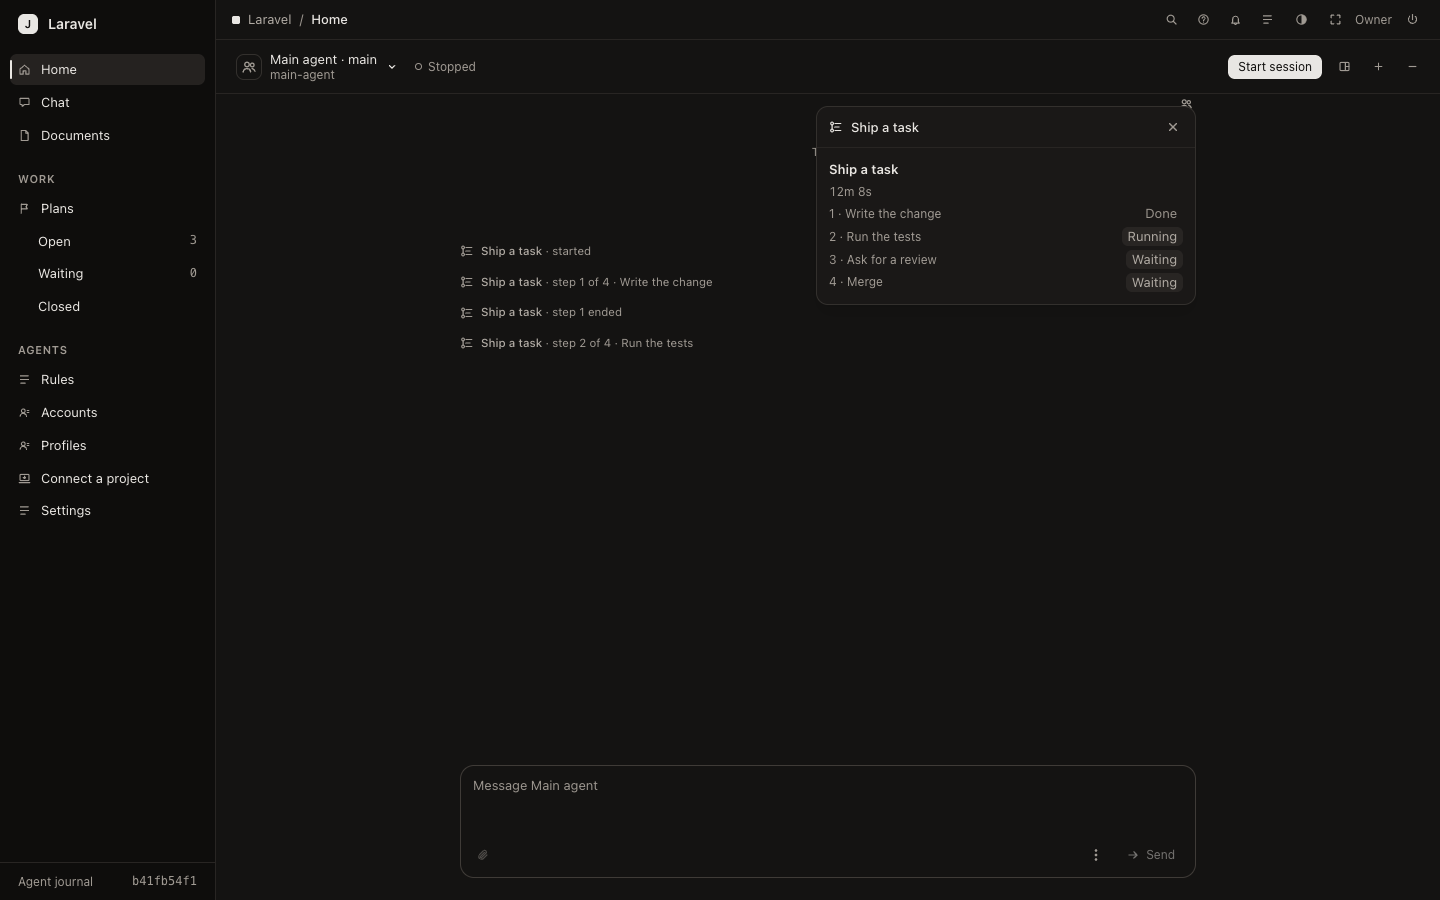 J Laravel
Home
Chat
Documents
WORK
Plans
Open 3
Waiting 0
Closed
AGENTS
Rules
Accounts
Profiles
Connect a project
Settings
Agent journal b41fb54f1
Laravel / Home
Owner
Main agent · main
main-agent
Stopped
Start session
Ship a task
Ship a task
12m 8s
1 · Write the change Done
2 · Run the tests Running
3 · Ask for a review Waiting
4 · Merge Waiting
Ship a task · started
Ship a task · step 1 of 4 · Write the change
Ship a task · step 1 ended
Ship a task · step 2 of 4 · Run the tests
Message Main agent
Send